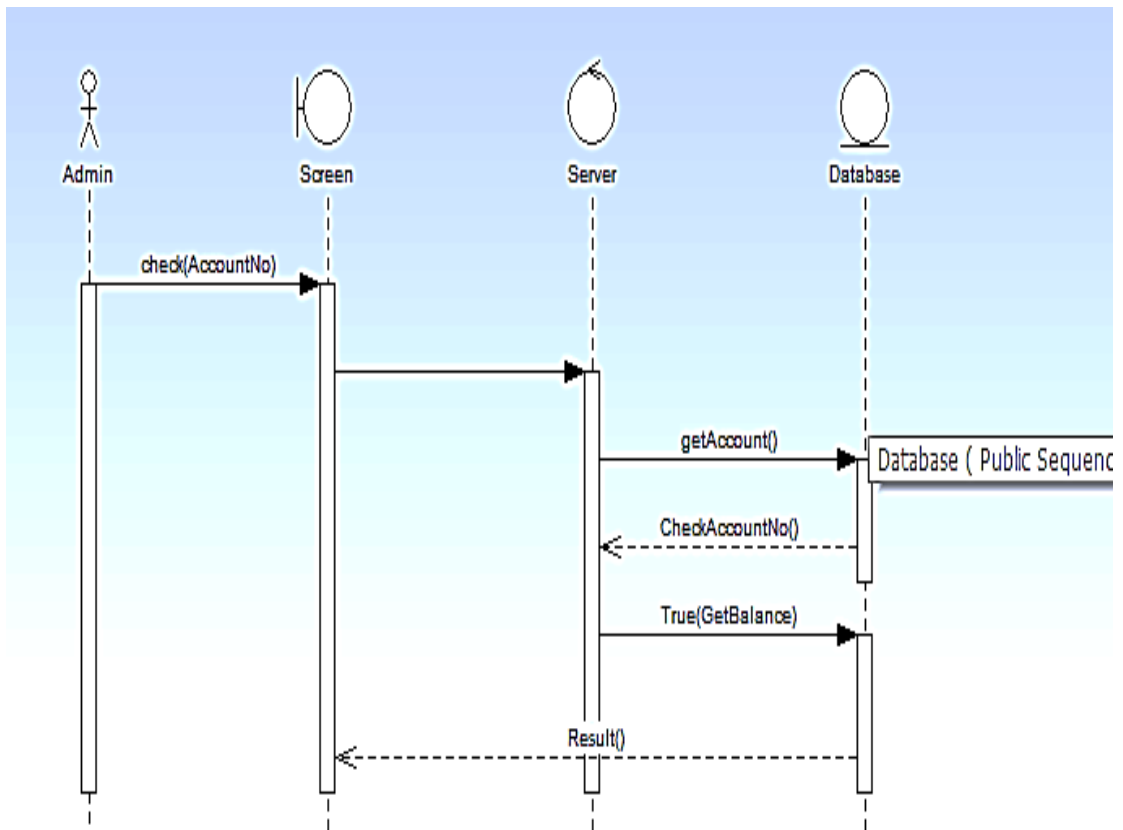 Admin
Screen
Server
Database
check(AccountNo)
getAccount()
Database ( Public Sequenc
CheckAccountNo()
True(GetBalance)
Result()